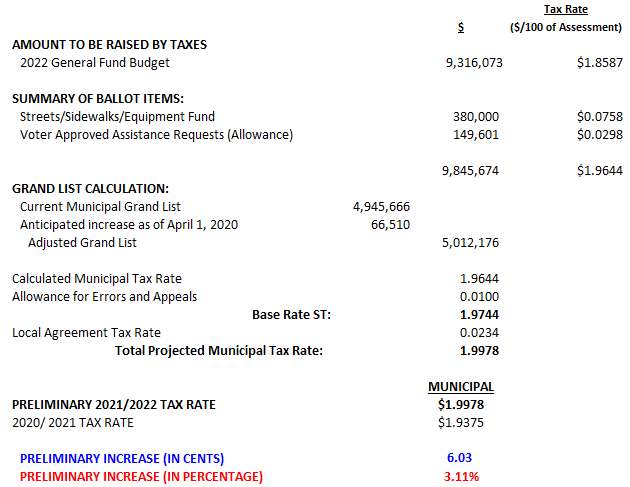 Tax Rate
$ ($/100 of Assessment)
AMOUNT TO BE RAISED BY TAXES
2022 General Fund Budget 9,316,073 $1.8587
SUMMARY OF BALLOT ITEMS:
Streets/Sidewalks/Equipment Fund 380,000 $0.0758
Voter Approved Assistance Requests (Allowance) 149,601 $0.0298
9,845,674 $1.9644
GRAND LIST CALCULATION:
Current Municipal Grand List 4,945,666
Anticipated increase as of April 1, 2020 66,510
Adjusted Grand List 5,012,176
Calculated Municipal Tax Rate 1.9644
Allowance for Errors and Appeals 0.0100
Base Rate ST: 1.9744
Local Agreement Tax Rate 0.0234
Total Projected Municipal Tax Rate: 1.9978
MUNICIPAL
PRELIMINARY 2021/2022 TAX RATE $1.9978
2020/ 2021 TAX RATE $1.9375
PRELIMINARY INCREASE (IN CENTS) 6.03
PRELIMINARY INCREASE (IN PERCENTAGE) 3.11%